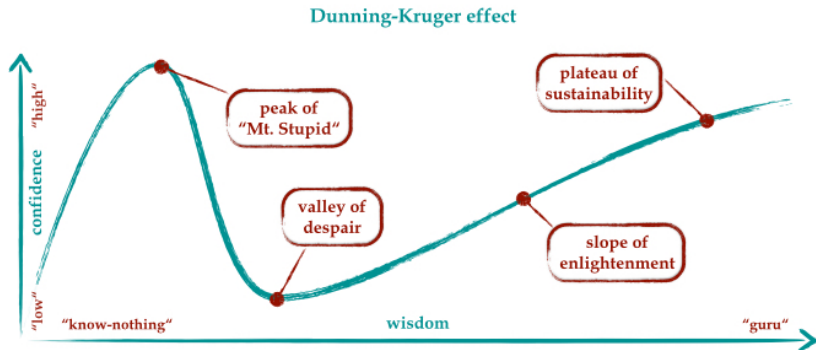 Dunning-Kruger effect
"high"
confidence
"low"
peak of
"Mt. Stupid"
valley of
despair
plateau of
sustainability
slope of
enlightenment
"know-nothing"
wisdom
"guru"